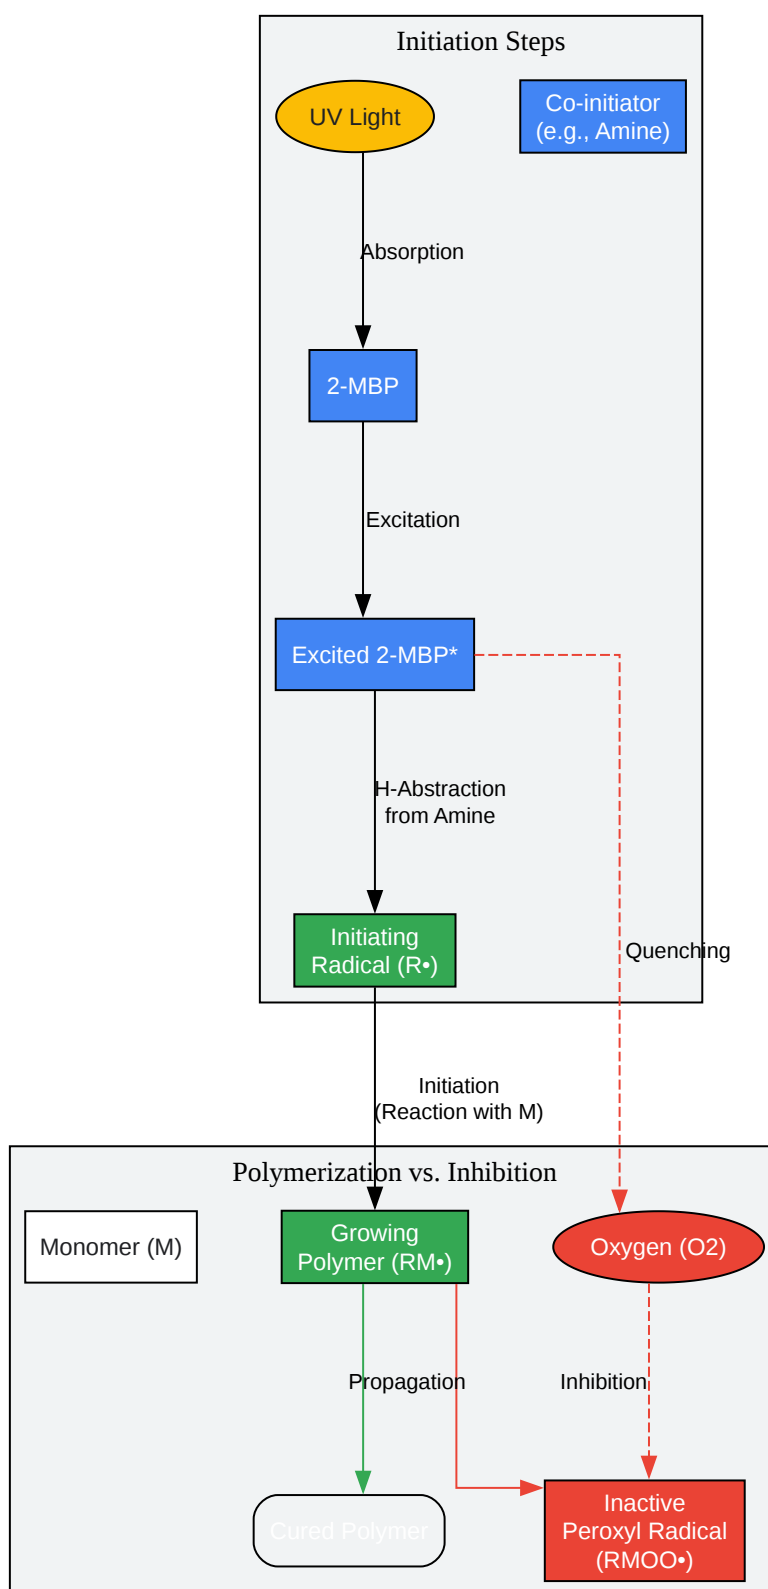 Initiation Steps
UV Light
Co-initiator
(e.g., Amine)
Absorption
2-MBP
Excitation
Excited 2-MBP*
H-Abstraction
from Amine
Initiating
Radical (R•)
Quenching
Initiation
(Reaction with M)
Polymerization vs. Inhibition
Monomer (M)
Growing
Polymer (RM•)
Oxygen (O2)
Propagation
Inhibition
Cured Polymer
Inactive
Peroxyl Radical
(RMOO•)